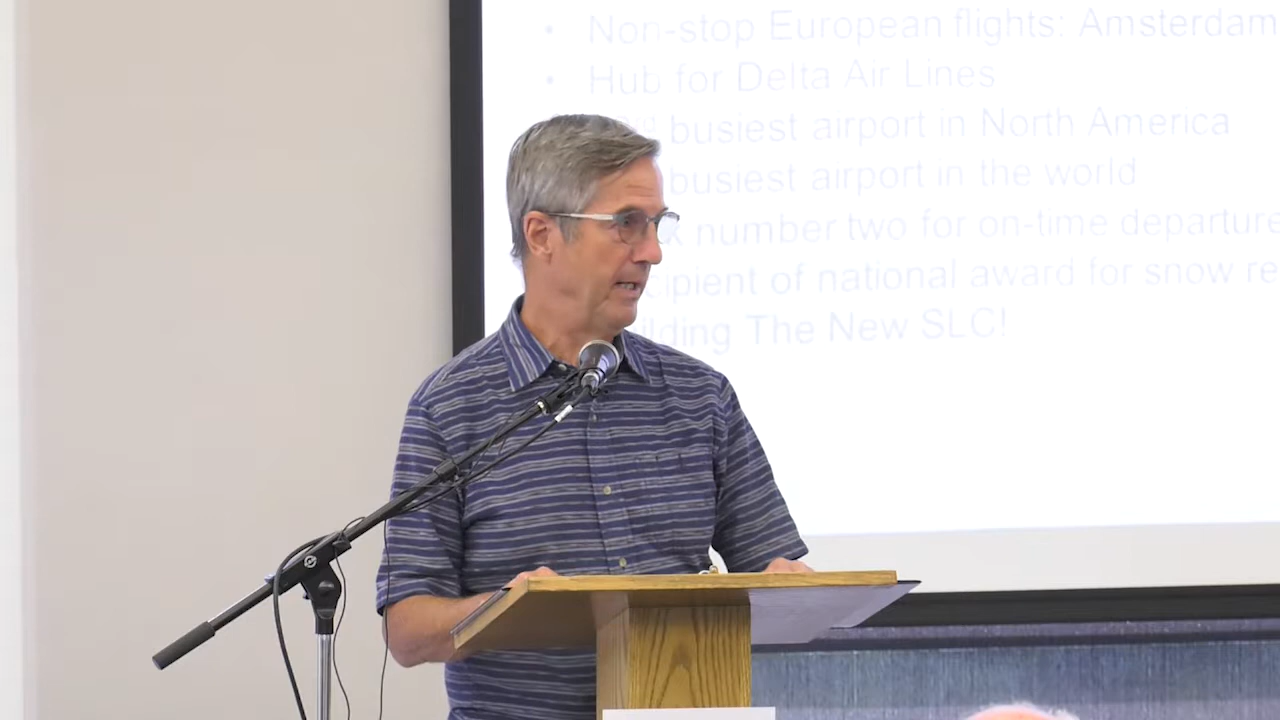 • Non-stop European flights: Amsterdam
• Hub for Delta Air Lines
busiest airport in North America
busiest airport in the world
number two for on-time departure
national award for snow re
The New SLC!